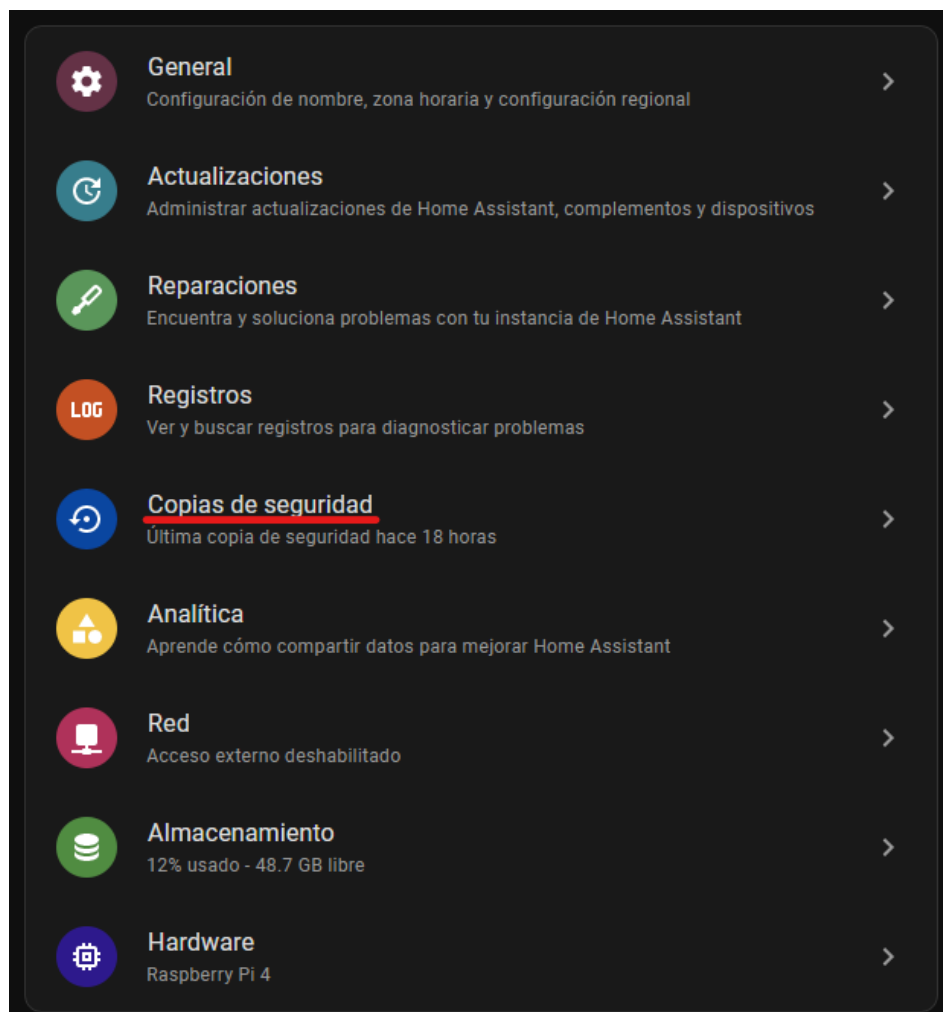 General
Configuración de nombre, zona horaria y configuración regional
Actualizaciones
Administrar actualizaciones de Home Assistant, complementos y dispositivos
Reparaciones
Encuentra y soluciona problemas con tu instancia de Home Assistant
LOG
Registros
Ver y buscar registros para diagnosticar problemas
Copias de seguridad
Última copia de seguridad hace 18 horas
Analítica
Aprende cómo compartir datos para mejorar Home Assistant
Red
Acceso externo deshabilitado
Almacenamiento
12% usado - 48.7 GB libre
Hardware
Raspberry Pi 4